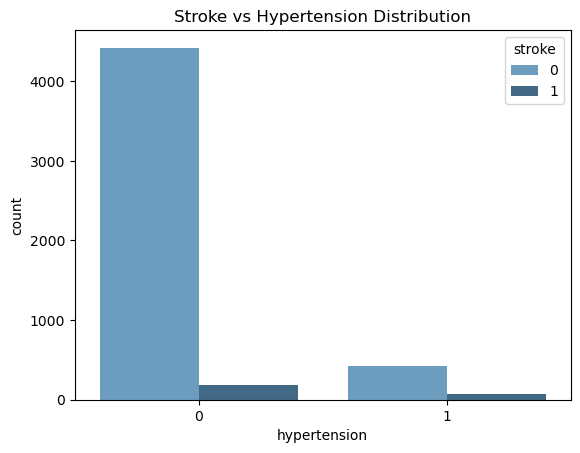 Stroke vs Hypertension Distribution
stroke
0
1
4000
3000
2000
1000
0
count
0
1
hypertension